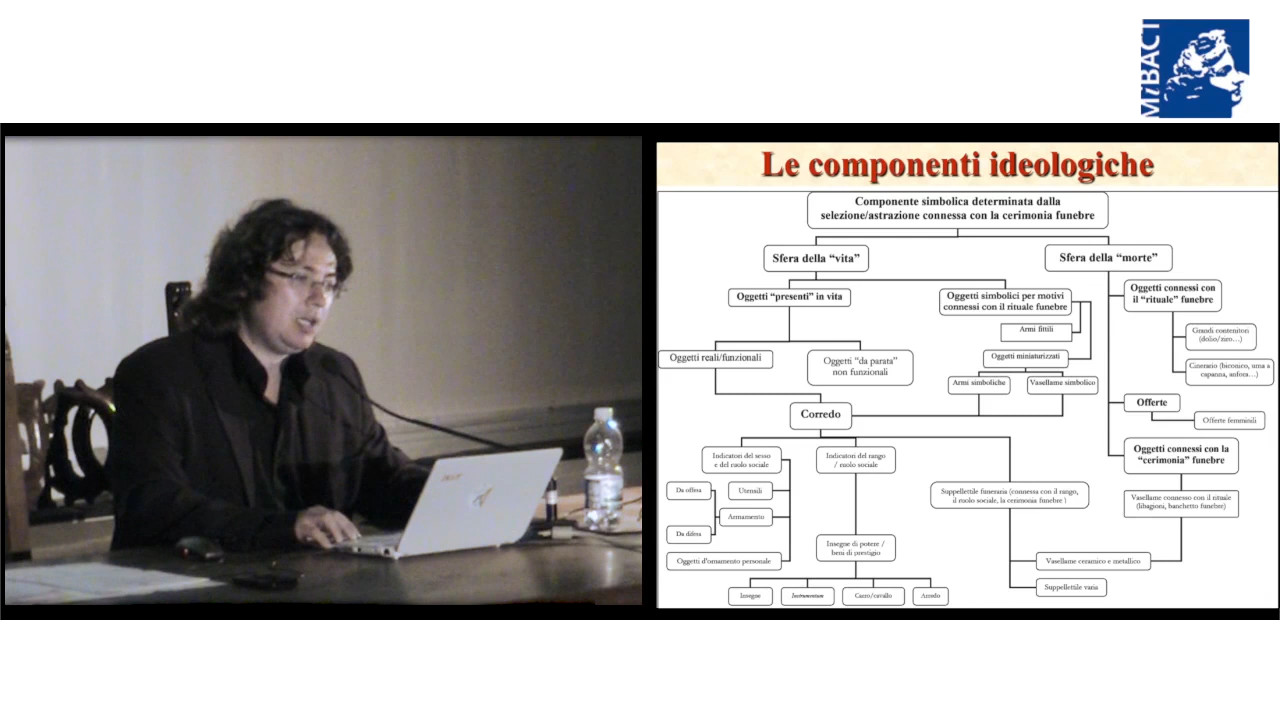 MiBACT
Le componenti ideologiche
Componente simbolica determinata dalla
selezione/astrazione connessa con la cerimonia funebre
Sfera della “vita”
Sfera della “morte”
Oggetti “presenti” in vita
Oggetti simbolici per motivi
connessi con il rituale funebre
Oggetti connessi con
il “rituale” funebre
Armi fittili
Grandi contenitori
(dolio/ziro…)
Oggetti reali/funzionali
Oggetti “da parata”
non funzionali
Oggetti miniaturizzati
Cinerario (biconico, urna a
capanna, anfora…)
Armi simboliche
Vasellame simbolico
Corredo
Offerte
Offerte femminili
Indicatori del sesso
e del ruolo sociale
Indicatori del rango
/ ruolo sociale
Oggetti connessi con la
“cerimonia” funebre
Da offesa
Utensili
Armamento
Da difesa
Suppellettile funeraria (connessa con il rango,
il ruolo sociale, la cerimonia funebre )
Vasellame connesso con il rituale
(libagioni, banchetto funebre)
Oggetti d’ornamento personale
Insegne di potere /
beni di prestigio
Vasellame ceramico e metallico
Suppellettile varia
Insegne
Instrumentum
Carro/cavallo
Arredo
acer